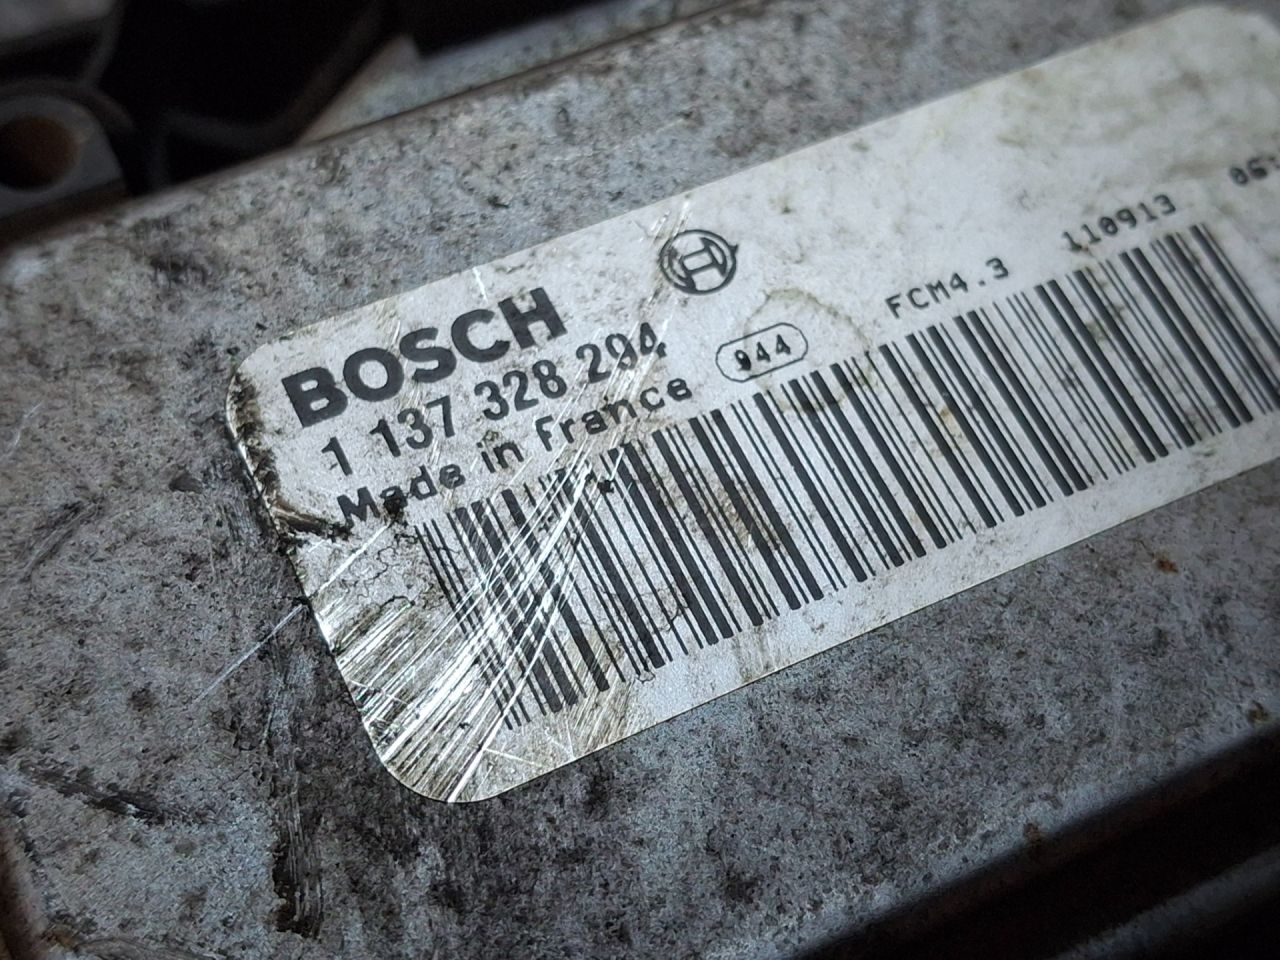 BOSCH
1 137 328 294
Made in France
944
FCM4.3 110913